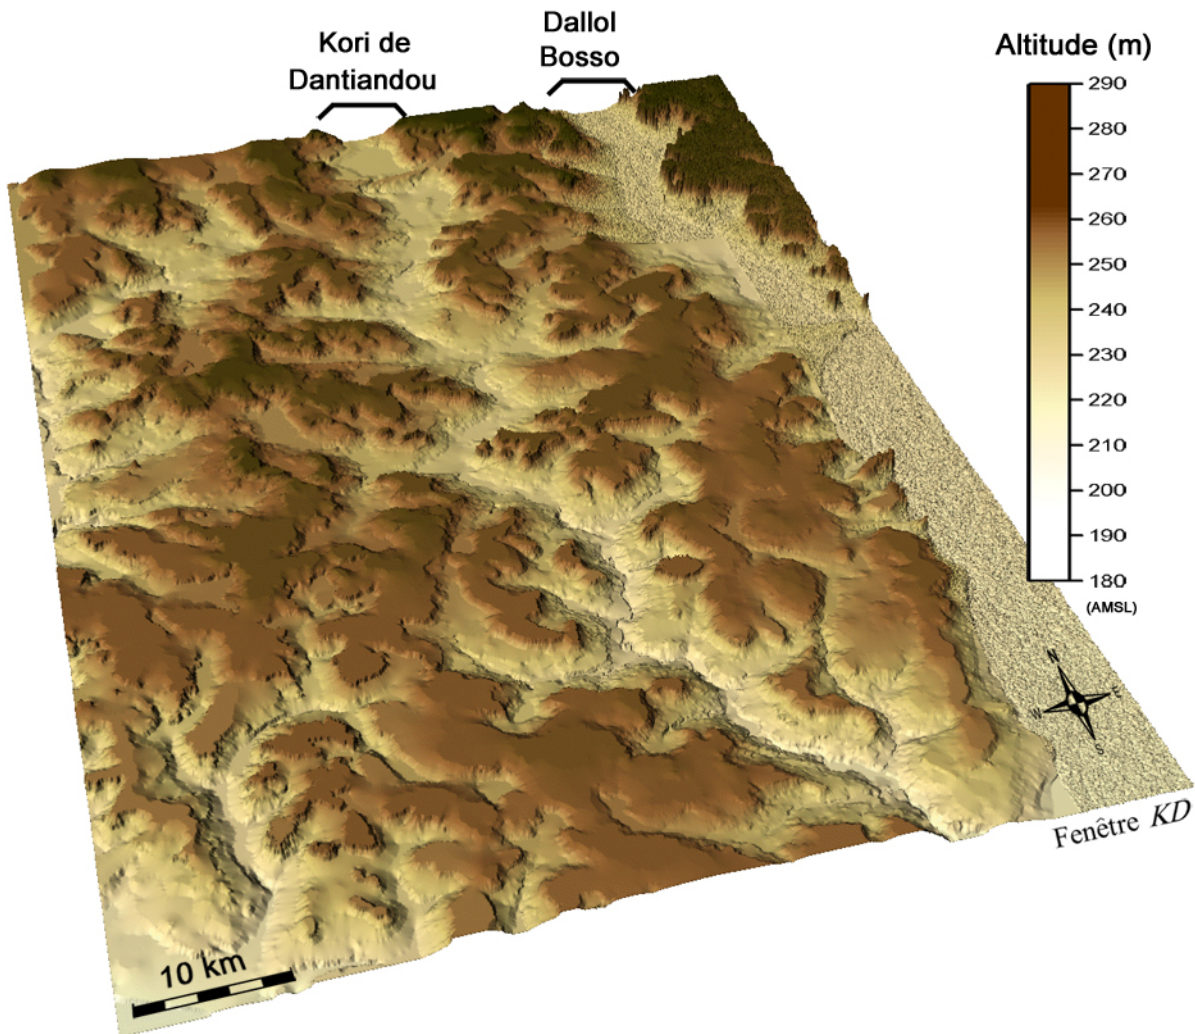 Kori de
Dantiandou
Dallol
Bosso
Altitude (m)
290
280
270
260
250
240
230
220
210
200
190
180
(AMSL)
N
W E
S
Fenêtre KD
10 km